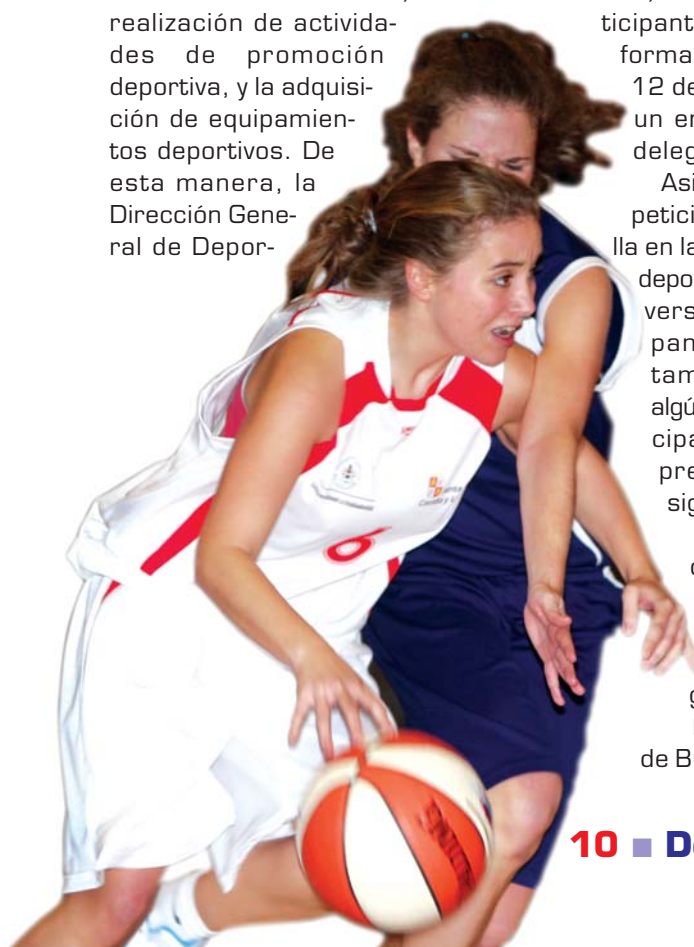 realización de activida-
des de promoción
deportiva, y la adquisi-
ción de equipamien-
tos deportivos. De
esta manera, la
Dirección Gene-
ral de Depor-
ticipant
forma
12 de
un en
deleg
Asi
petici
lla en la
depo
vers
pan
tam
algú
cipa
pre
sig
de B
6
10 ■ De